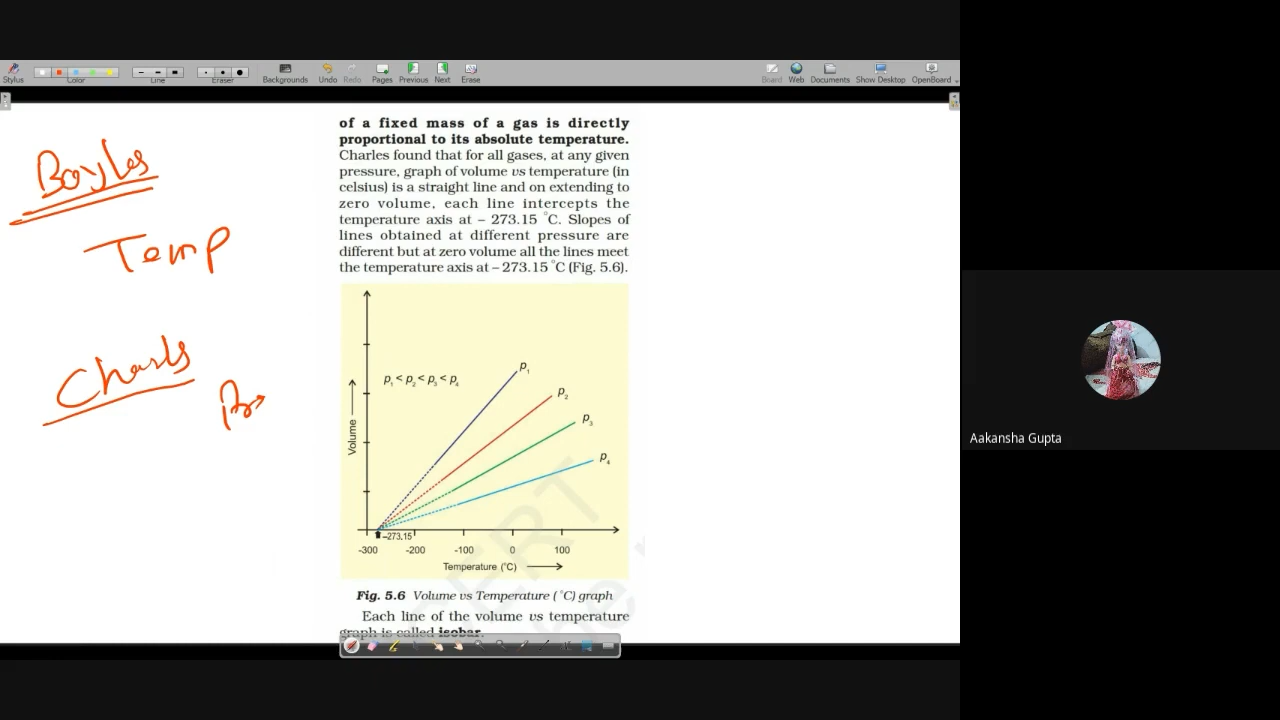 Stylus
Color
Line
Eraser
Backgrounds
Undo
Redo
Pages
Previous
Next
Erase
Board
Web
Documents
Show Desktop
OpenBoard
Boyles
Temp
Charls
of a fixed mass of a gas is directly
proportional to its absolute temperature.
Charles found that for all gases, at any given
pressure, graph of volume vs temperature (in
celsius) is a straight line and on extending to
zero volume, each line intercepts the
temperature axis at – 273.15 °C. Slopes of
lines obtained at different pressure are
different but at zero volume all the lines meet
the temperature axis at – 273.15 °C (Fig. 5.6).
p₁ < p₂ < p₃ < p₄
p₁
p₂
p₃
p₄
Volume
–273.15
-300 -200 -100 0 100
Temperature (°C)
Fig. 5.6 Volume vs Temperature ( °C) graph
Each line of the volume vs temperature
graph is called isobar.
Aakansha Gupta